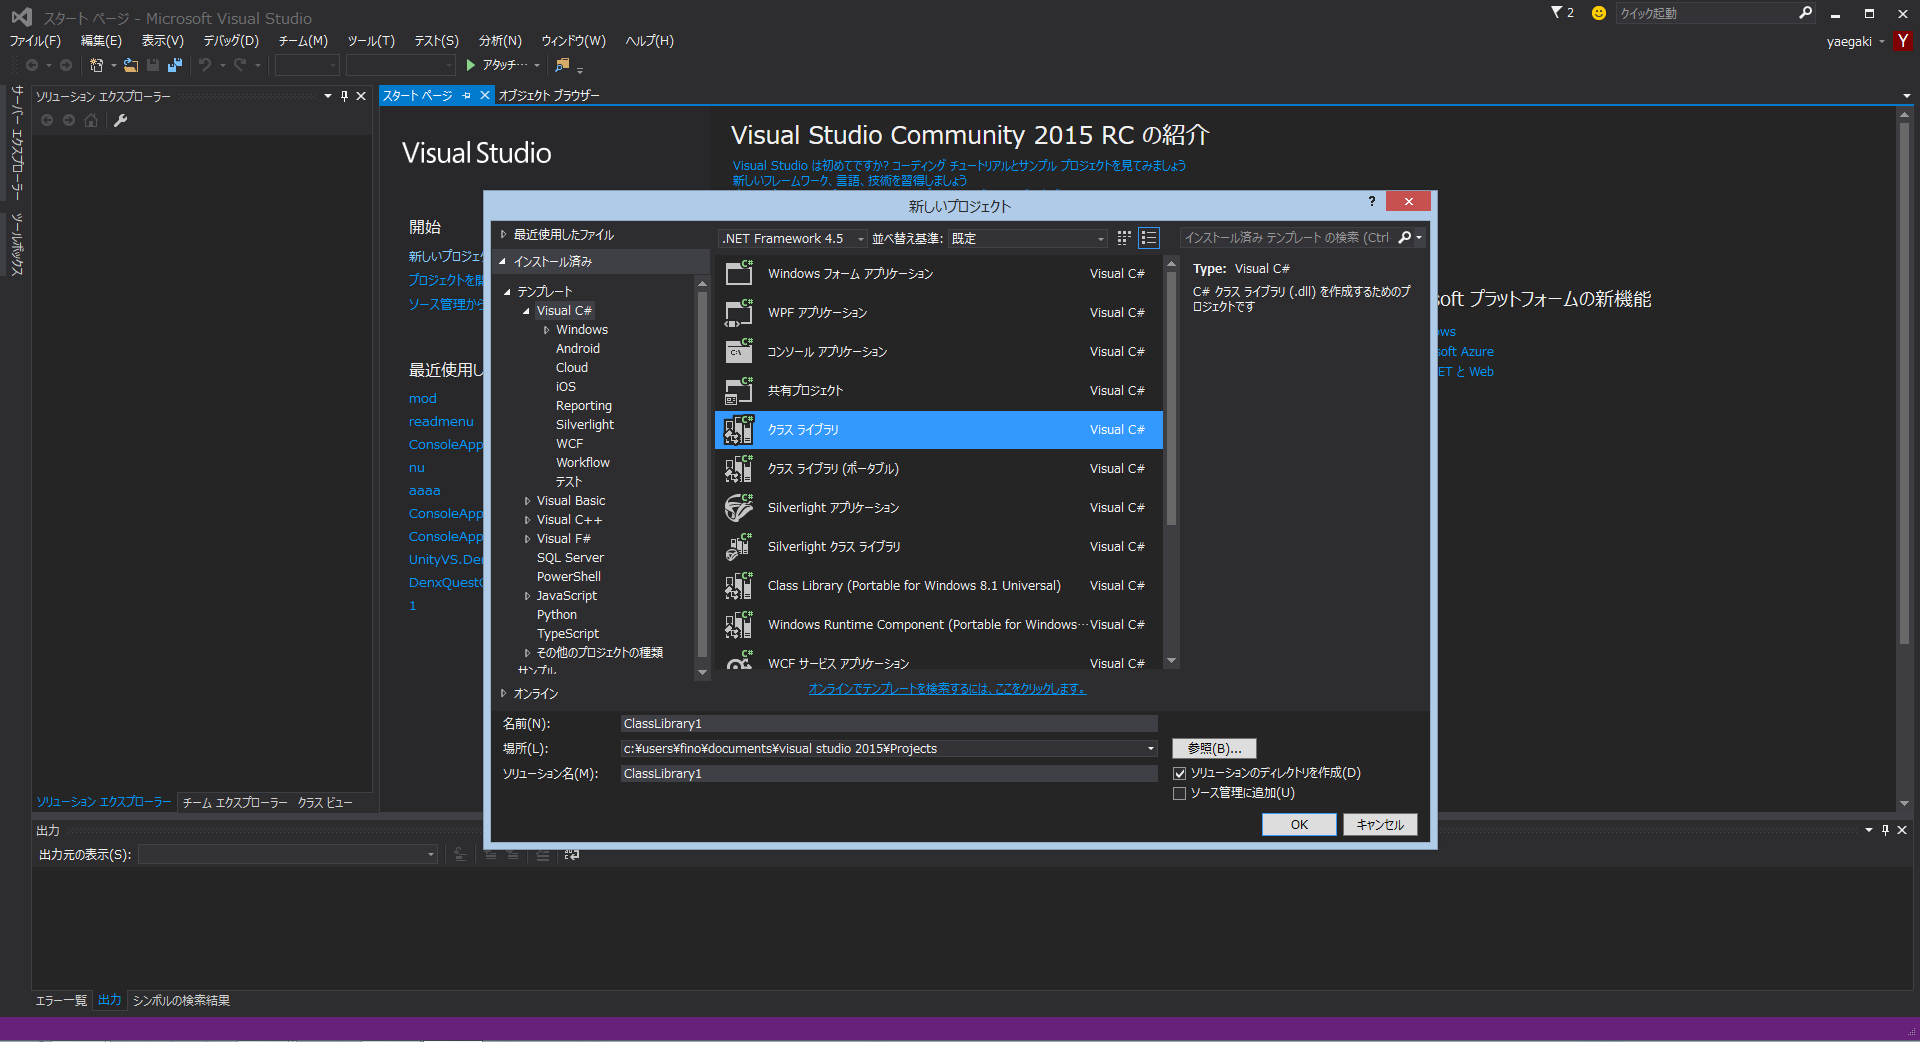 スタート ページ - Microsoft Visual Studio
2
クイック起動
ファイル(F) 編集(E) 表示(V) デバッグ(D) チーム(M) ツール(T) テスト(S) 分析(N) ウィンドウ(W) ヘルプ(H)
yaegaki
Y
アタッチ…
サーバー エクスプローラー
ツールボックス
ソリューション エクスプローラー
スタート ページ
オブジェクト ブラウザー
Visual Studio
開始
新しいプロジェク
プロジェクトを開
ソース管理から
最近使用し
mod
readmenu
ConsoleApp
nu
aaaa
ConsoleApp
ConsoleApp
UnityVS.Der
DenxQuestC
1
Visual Studio Community 2015 RC の紹介
Visual Studio は初めてですか? コーディング チュートリアルとサンプル プロジェクトを見てみましょう
新しいフレームワーク、言語、技術を習得しましょう
soft プラットフォームの新機能
ows
soft Azure
ET と Web
新しいプロジェクト
?
最近使用したファイル
インストール済み
テンプレート
Visual C#
Windows
Android
Cloud
iOS
Reporting
Silverlight
WCF
Workflow
テスト
Visual Basic
Visual C++
Visual F#
SQL Server
PowerShell
JavaScript
Python
TypeScript
その他のプロジェクトの種類
サンプル
オンライン
.NET Framework 4.5
並べ替え基準: 既定
インストール済み テンプレート の検索 (Ctrl
Windows フォーム アプリケーション Visual C#
WPF アプリケーション Visual C#
コンソール アプリケーション Visual C#
共有プロジェクト Visual C#
クラス ライブラリ Visual C#
クラス ライブラリ (ポータブル) Visual C#
Silverlight アプリケーション Visual C#
Silverlight クラス ライブラリ Visual C#
Class Library (Portable for Windows 8.1 Universal) Visual C#
Windows Runtime Component (Portable for Windows… Visual C#
WCF サービス アプリケーション Visual C#
オンラインでテンプレートを検索するには、ここをクリックします。
Type: Visual C#
C# クラス ライブラリ (.dll) を作成するためのプ
ロジェクトです
名前(N): ClassLibrary1
場所(L): c:¥users¥fino¥documents¥visual studio 2015¥Projects
参照(B)...
ソリューション名(M): ClassLibrary1
ソリューションのディレクトリを作成(D)
ソース管理に追加(U)
OK
キャンセル
ソリューション エクスプローラー チーム エクスプローラー クラス ビュー
出力
出力元の表示(S):
エラー一覧 出力 シンボルの検索結果